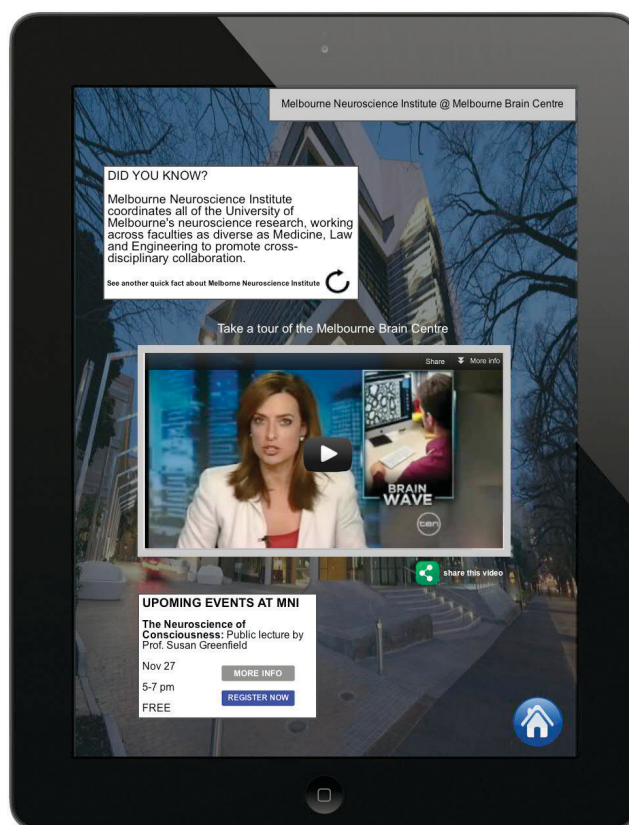 Melbourne Neuroscience Institute @ Melbourne Brain Centre
DID YOU KNOW?
Melbourne Neuroscience Institute
coordinates all of the University of
Melbourne's neuroscience research, working
across faculties as diverse as Medicine, Law
and Engineering to promote cross-
disciplinary collaboration.
See another quick fact about Melborne Neuroscience Institute
Take a tour of the Melbourne Brain Centre
Share More info
BRAIN
WAVE
ten
share this video
UPOMING EVENTS AT MNI
The Neuroscience of
Consciousness: Public lecture by
Prof. Susan Greenfield
Nov 27
MORE INFO
5-7 pm
REGISTER NOW
FREE